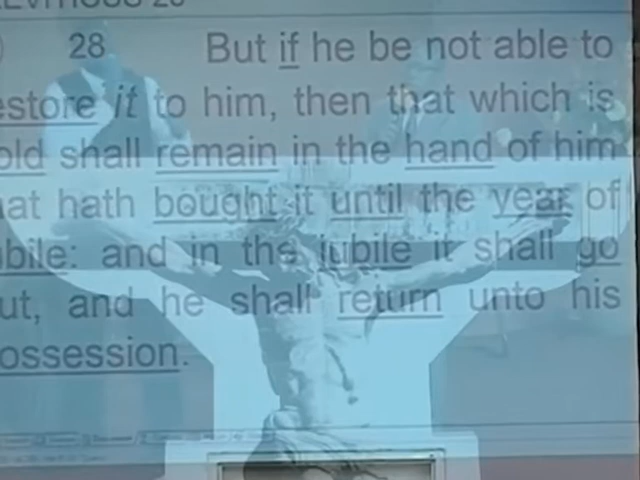 28 But if he be not able to
estore it to him, then that which is
old shall remain in the hand of him
hat hath bought it until the year of
bile: and in the jubile it shall go
ut, and he shall return unto his
ossession.